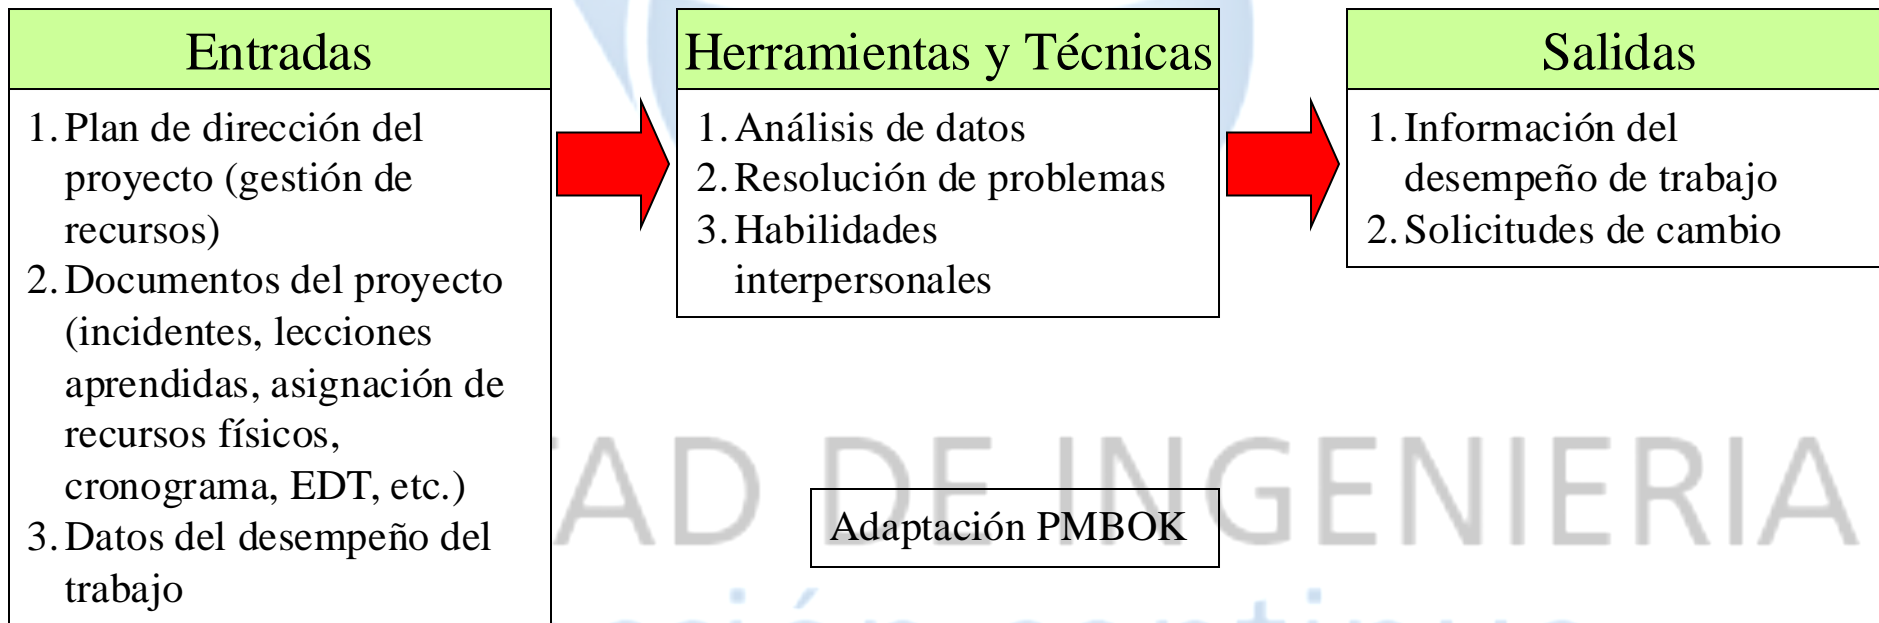 Entradas
1. Plan de dirección del
proyecto (gestión de
recursos)
2. Documentos del proyecto
(incidentes, lecciones
aprendidas, asignación de
recursos físicos,
cronograma, EDT, etc.)
3. Datos del desempeño del
trabajo
Herramientas y Técnicas
1. Análisis de datos
2. Resolución de problemas
3. Habilidades
interpersonales
Salidas
1. Información del
desempeño de trabajo
2. Solicitudes de cambio
Adaptación PMBOK
DE INGENIERIA